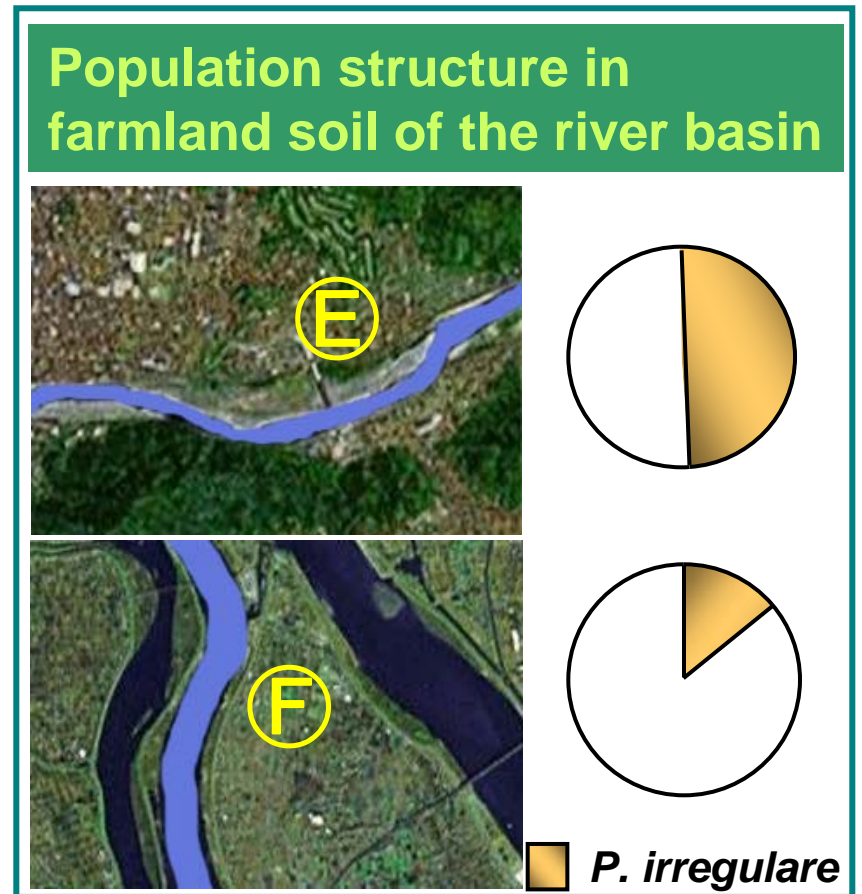 Population structure in
farmland soil of the river basin
E
F
P. irregulare